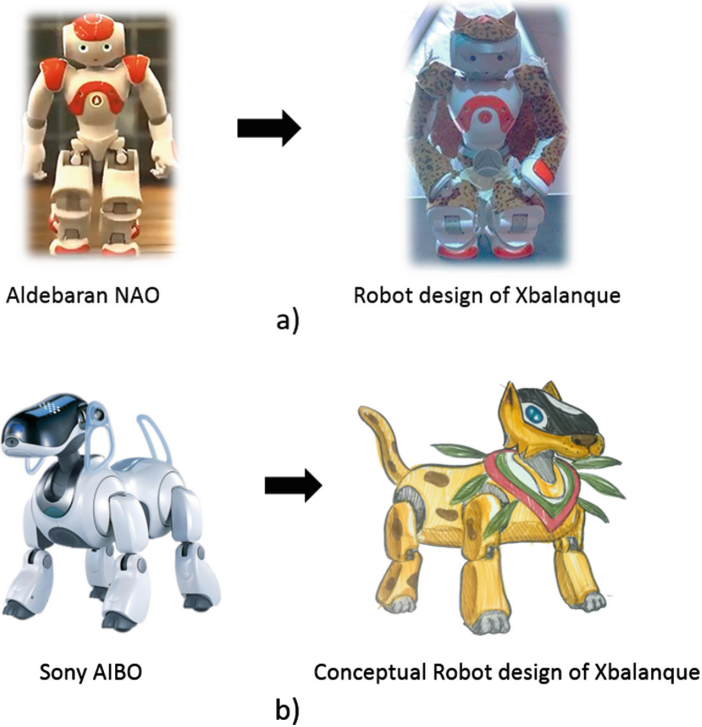 Aldebaran NAO
Robot design of Xbalanque
a)
Sony AIBO
Conceptual Robot design of Xbalanque
b)